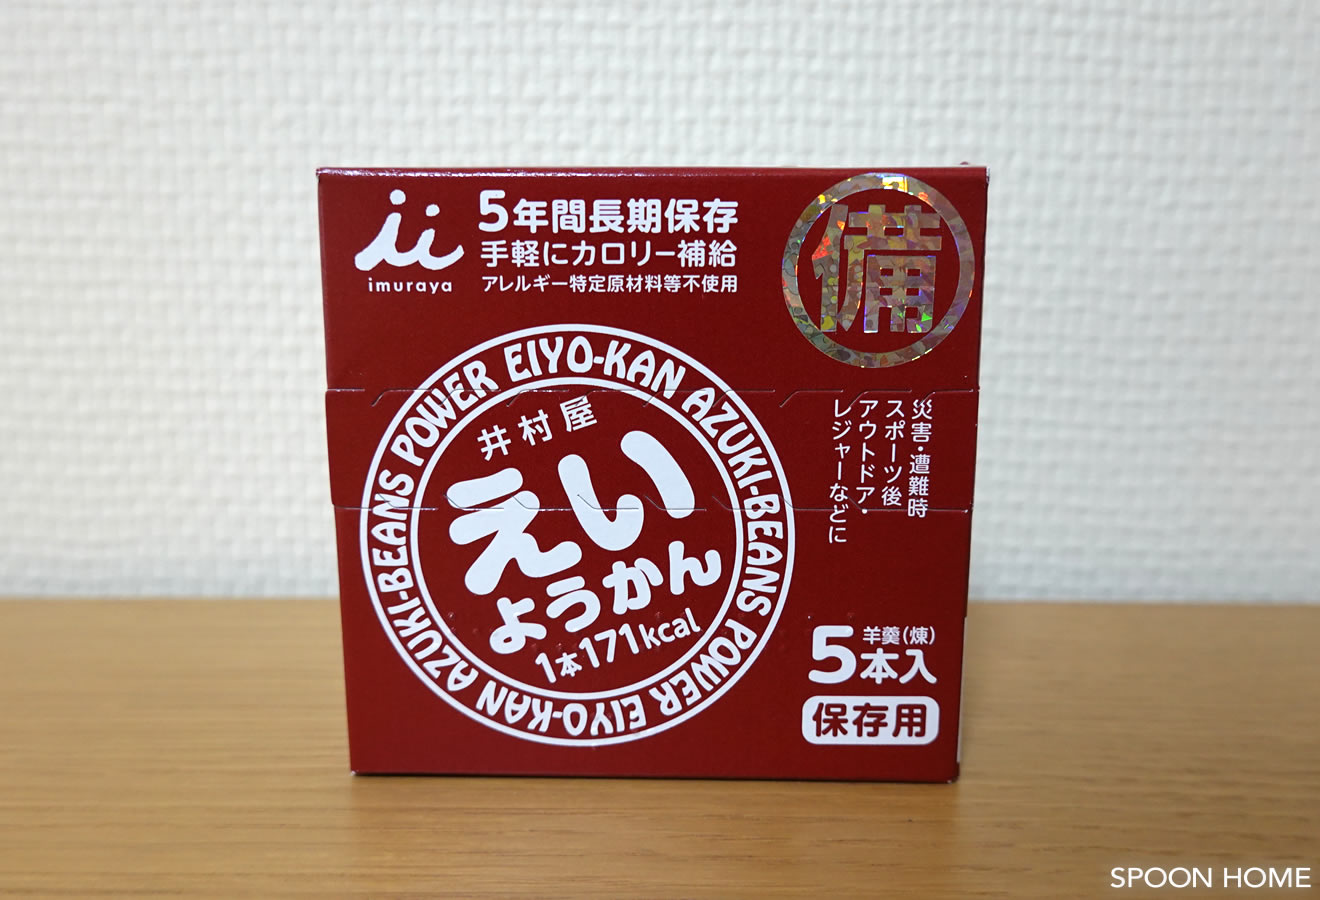 imuraya
5年間長期保存
手軽にカロリー補給
アレルギー特定原材料等不使用
備
POWER EIYO-KAN AZUKI-BEANS POWER EIYO-KAN AZUKI-BEANS
井村屋
えいようかん
1本171kcal
災害・遭難時
スポーツ後
アウトドア・
レジャーなどに
羊羹(煉)
5本入
保存用
SPOON HOME